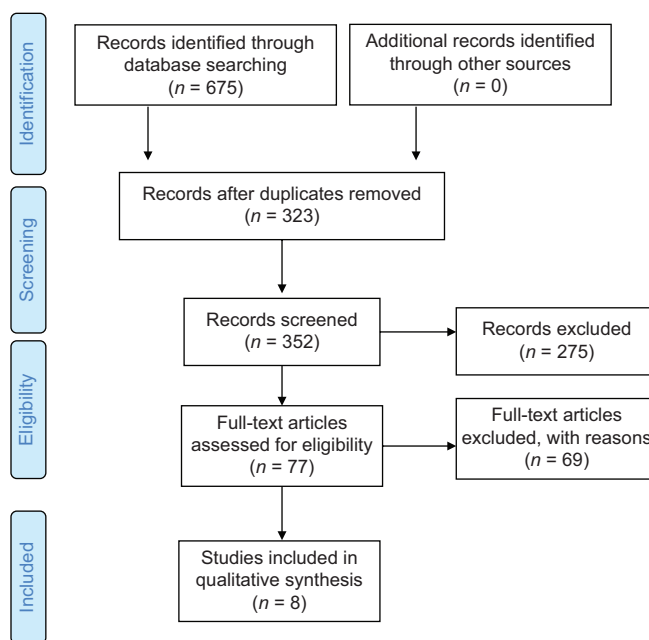 Identification
Records identified through
database searching
(n = 675)
Additional records identified
through other sources
(n = 0)
Records after duplicates removed
(n = 323)
Screening
Records screened
(n = 352)
Records excluded
(n = 275)
Eligibility
Full-text articles
assessed for eligibility
(n = 77)
Full-text articles
excluded, with reasons
(n = 69)
Included
Studies included in
qualitative synthesis
(n = 8)